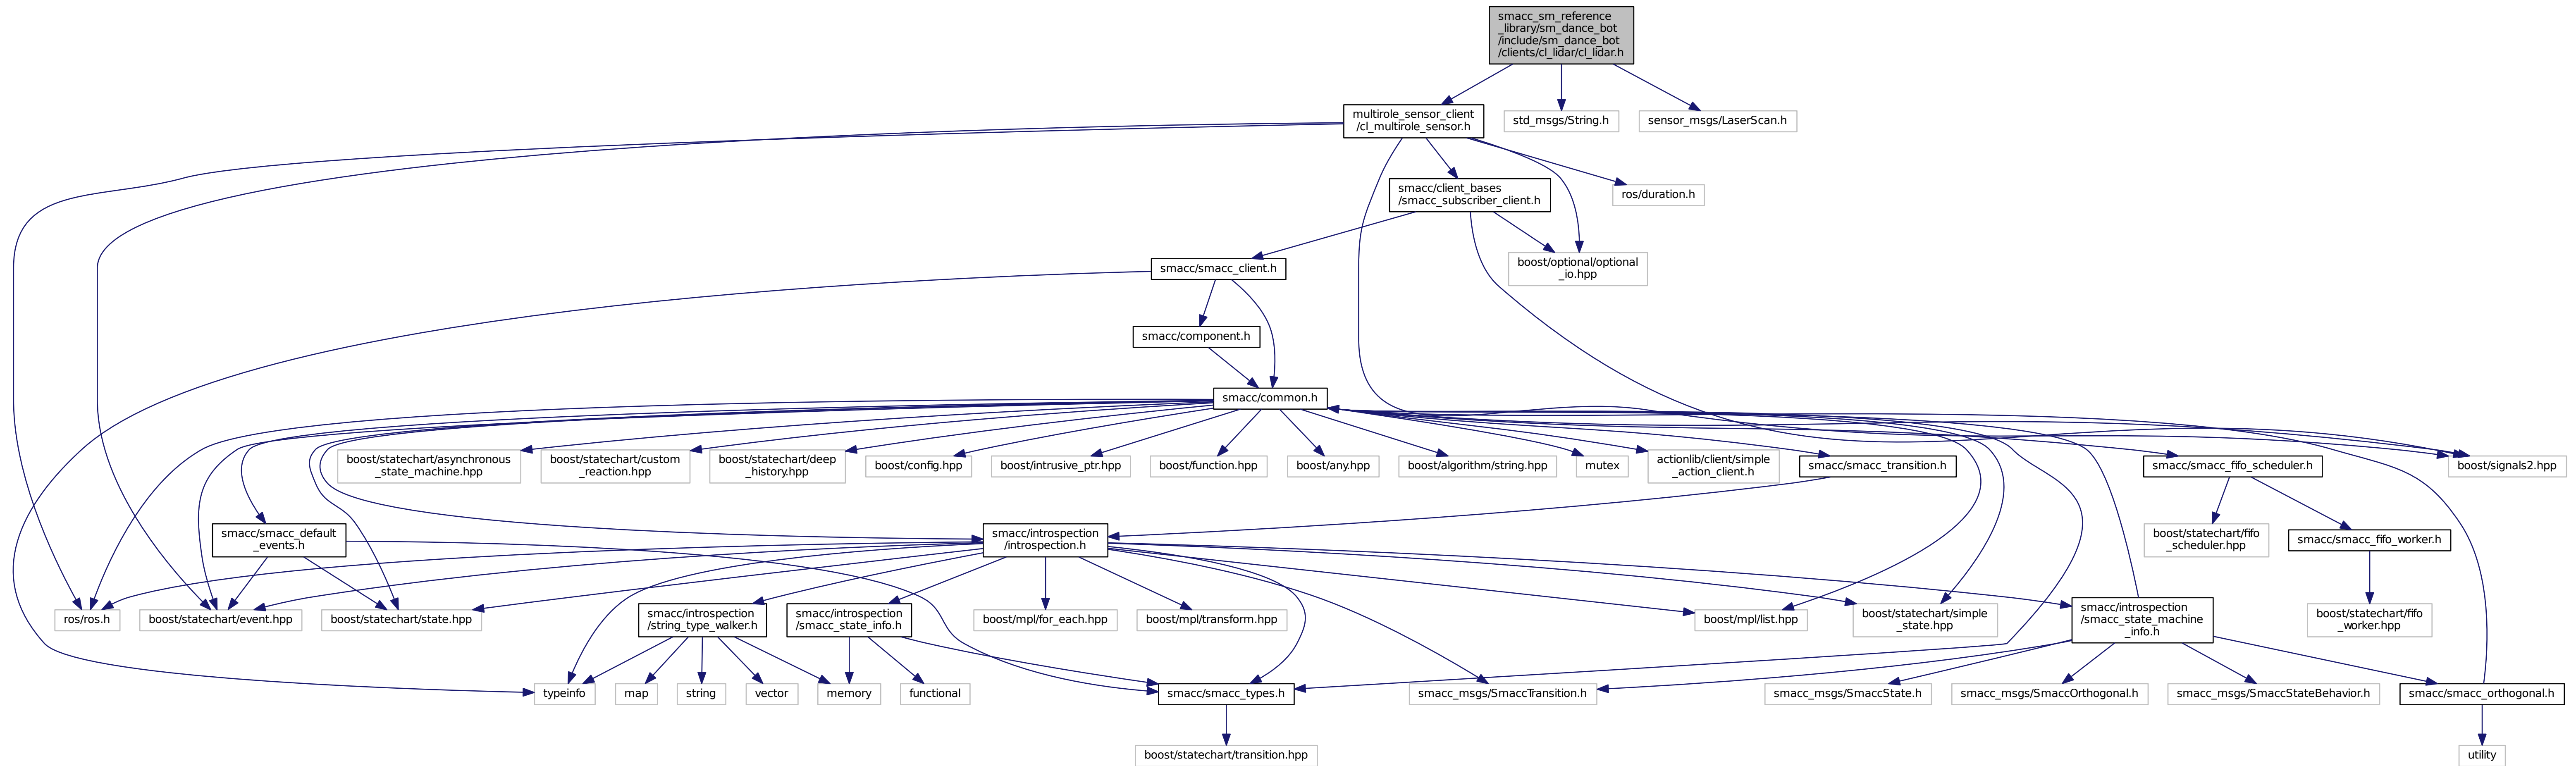 smacc_sm_reference
_library/sm_dance_bot
/include/sm_dance_bot
/clients/cl_lidar/cl_lidar.h
multirole_sensor_client
/cl_multirole_sensor.h
std_msgs/String.h
sensor_msgs/LaserScan.h
smacc/client_bases
/smacc_subscriber_client.h
ros/duration.h
smacc/smacc_client.h
boost/optional/optional
_io.hpp
smacc/component.h
smacc/common.h
boost/statechart/asynchronous
_state_machine.hpp
boost/statechart/custom
_reaction.hpp
boost/statechart/deep
_history.hpp
boost/config.hpp
boost/intrusive_ptr.hpp
boost/function.hpp
boost/any.hpp
boost/algorithm/string.hpp
mutex
actionlib/client/simple
_action_client.h
smacc/smacc_transition.h
smacc/smacc_fifo_scheduler.h
boost/signals2.hpp
smacc/smacc_default
_events.h
smacc/introspection
/introspection.h
boost/statechart/fifo
_scheduler.hpp
smacc/smacc_fifo_worker.h
ros/ros.h
boost/statechart/event.hpp
boost/statechart/state.hpp
smacc/introspection
/string_type_walker.h
smacc/introspection
/smacc_state_info.h
boost/mpl/for_each.hpp
boost/mpl/transform.hpp
boost/mpl/list.hpp
boost/statechart/simple
_state.hpp
smacc/introspection
/smacc_state_machine
_info.h
boost/statechart/fifo
_worker.hpp
typeinfo
map
string
vector
memory
functional
smacc/smacc_types.h
smacc_msgs/SmaccTransition.h
smacc_msgs/SmaccState.h
smacc_msgs/SmaccOrthogonal.h
smacc_msgs/SmaccStateBehavior.h
smacc/smacc_orthogonal.h
boost/statechart/transition.hpp
utility